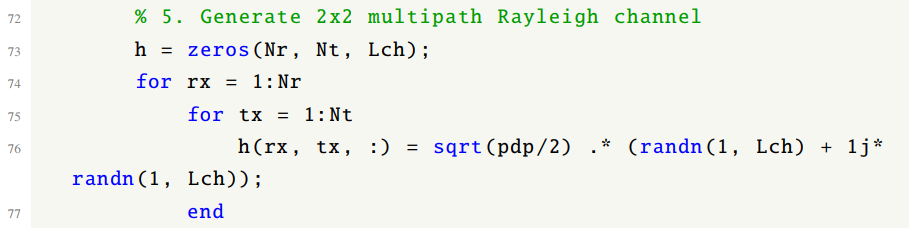 72 % 5. Generate 2x2 multipath Rayleigh channel
73 h = zeros(Nr, Nt, Lch);
74 for rx = 1:Nr
75 for tx = 1:Nt
76 h(rx, tx, :) = sqrt(pdp/2) .* (randn(1, Lch) + 1j*
randn(1, Lch));
77 end